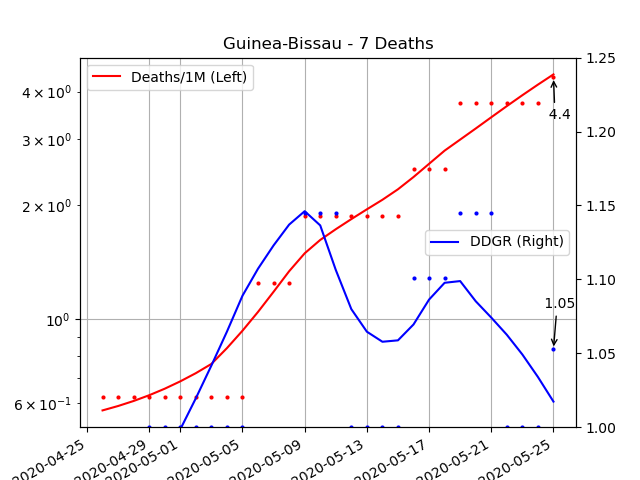 Guinea-Bissau - 7 Deaths
Deaths/1M (Left)
DDGR (Right)
4 × 10⁰
3 × 10⁰
2 × 10⁰
10⁰
6 × 10⁻¹
1.25
1.20
1.15
1.10
1.05
1.00
4.4
1.05
2020-04-25
2020-04-29
2020-05-01
2020-05-05
2020-05-09
2020-05-13
2020-05-17
2020-05-21
2020-05-25